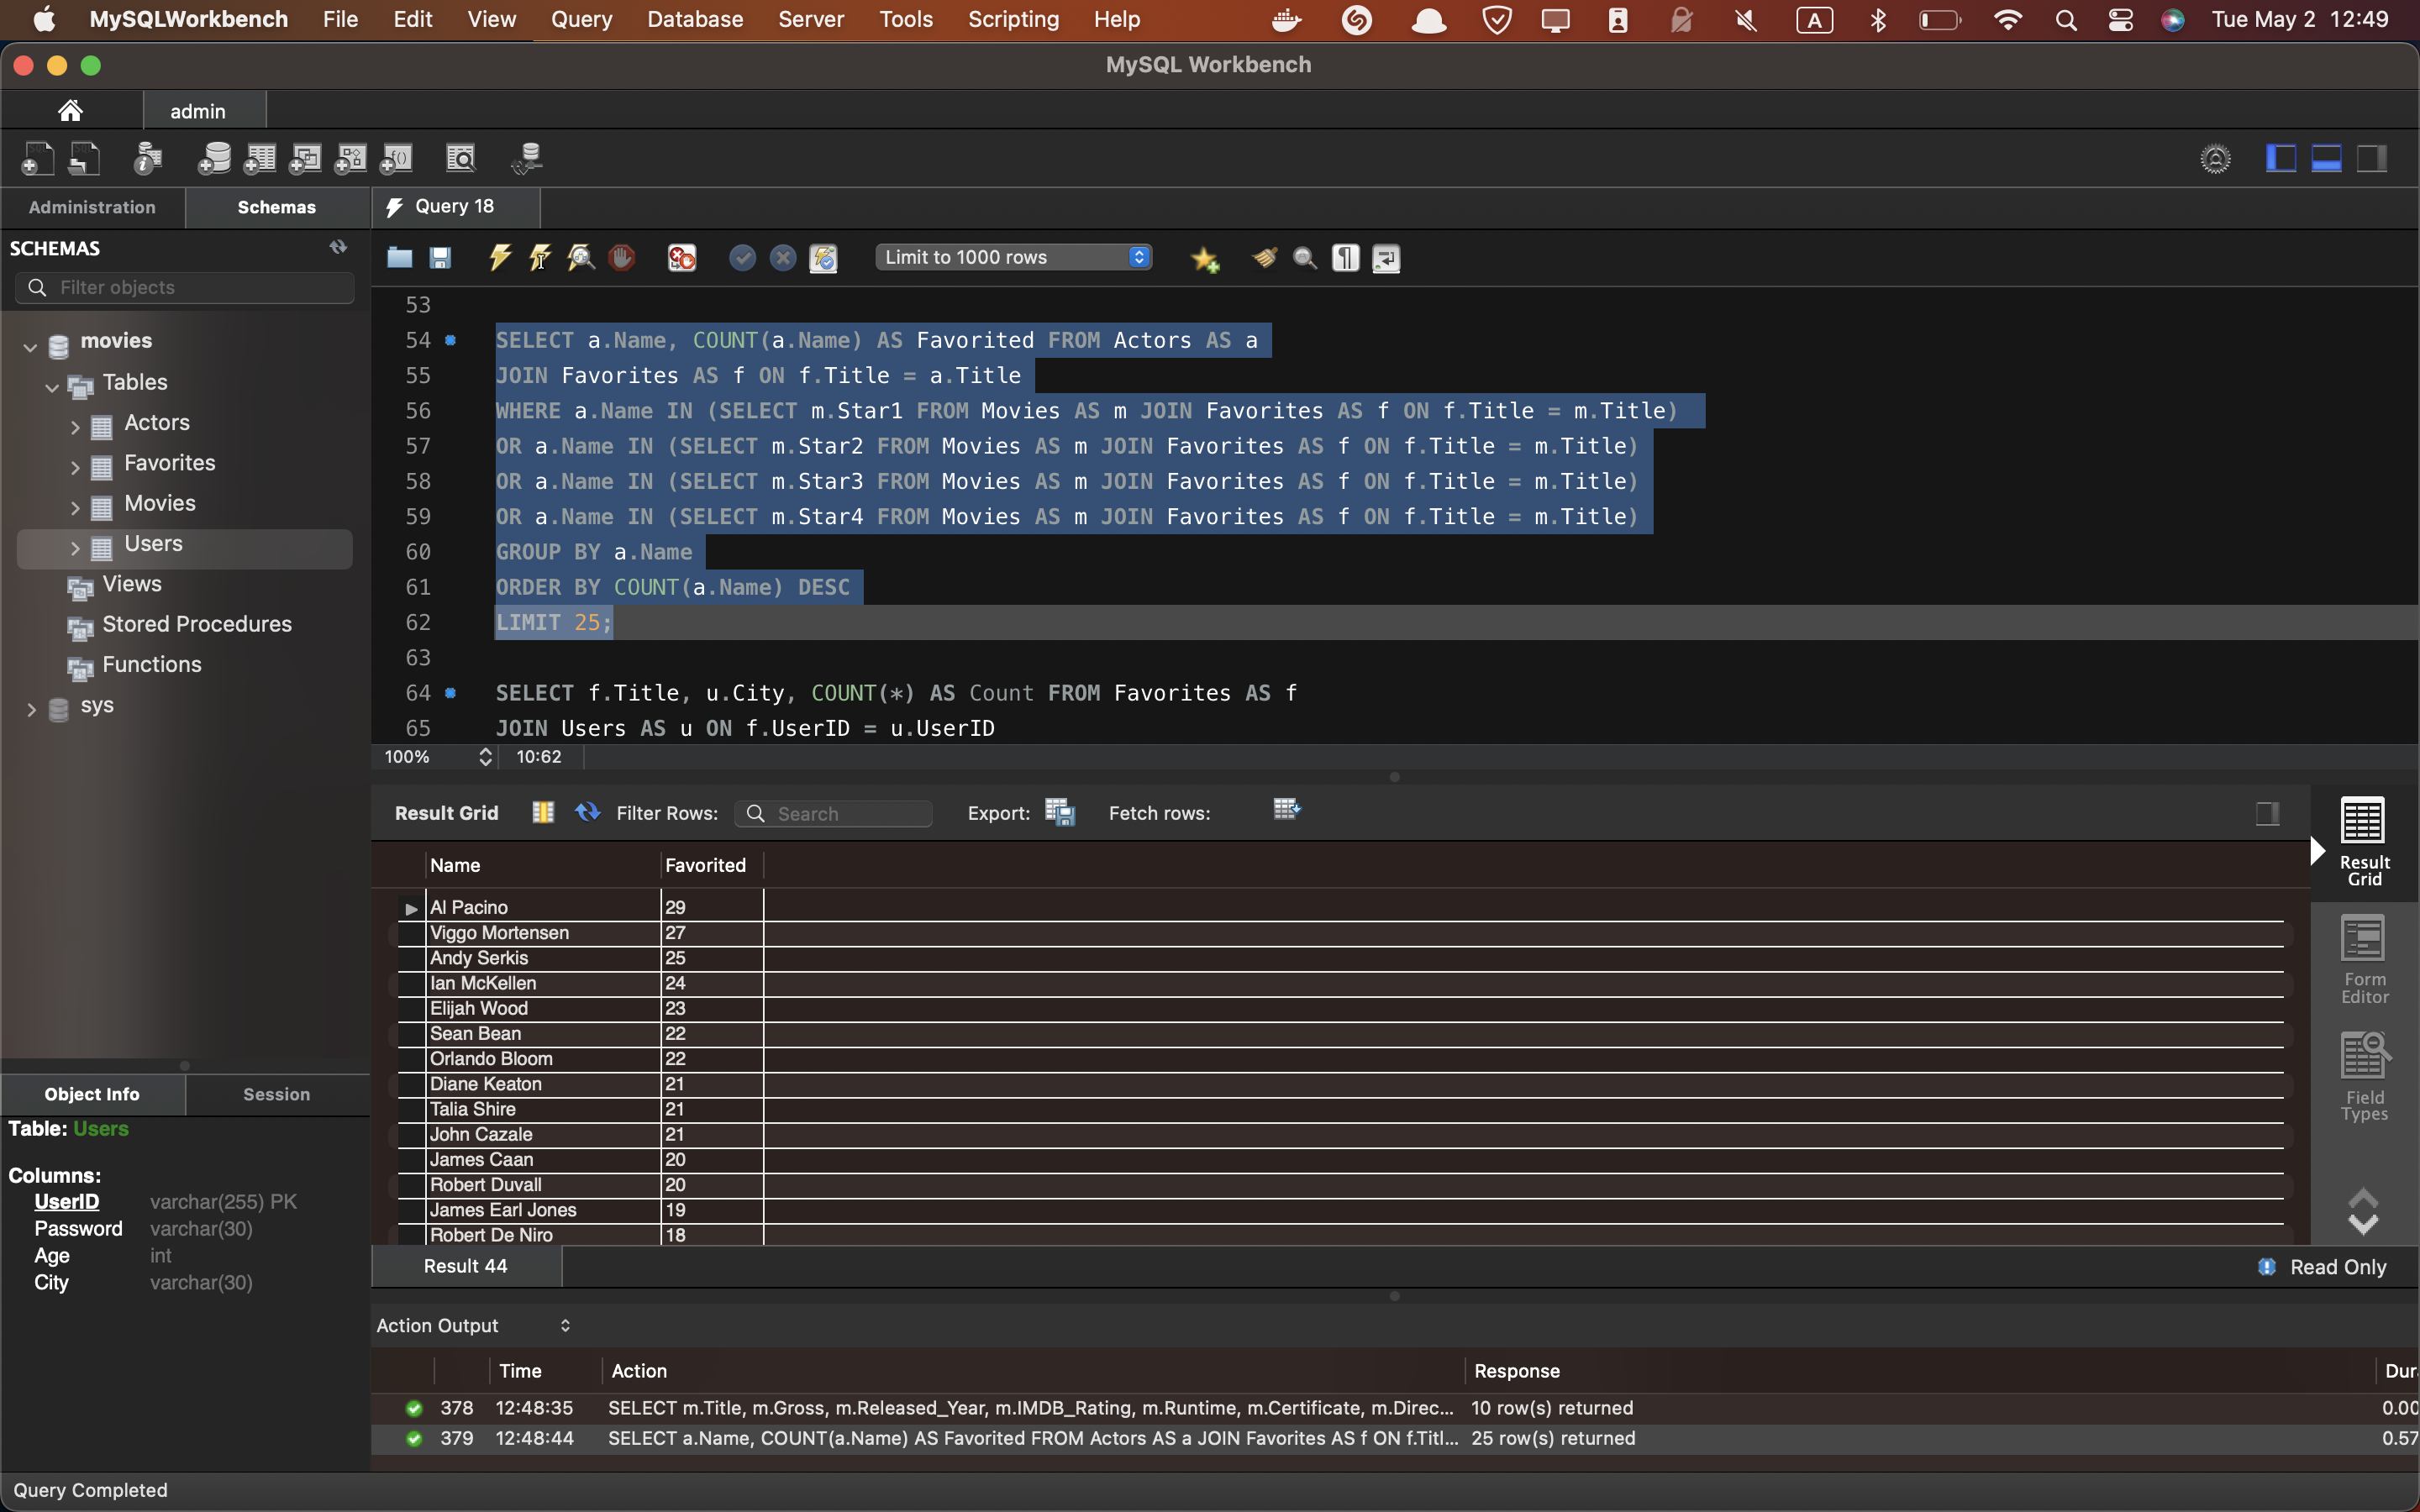 MySQLWorkbench File Edit View Query Database Server Tools Scripting Help A Tue May 2 12:49
MySQL Workbench
admin
Administration Schemas Query 18
SCHEMAS
Limit to 1000 rows
Filter objects
movies
Tables
Actors
Favorites
Movies
Users
Views
Stored Procedures
Functions
sys
53
54 SELECT a.Name, COUNT(a.Name) AS Favorited FROM Actors AS a
55 JOIN Favorites AS f ON f.Title = a.Title
56 WHERE a.Name IN (SELECT m.Star1 FROM Movies AS m JOIN Favorites AS f ON f.Title = m.Title)
57 OR a.Name IN (SELECT m.Star2 FROM Movies AS m JOIN Favorites AS f ON f.Title = m.Title)
58 OR a.Name IN (SELECT m.Star3 FROM Movies AS m JOIN Favorites AS f ON f.Title = m.Title)
59 OR a.Name IN (SELECT m.Star4 FROM Movies AS m JOIN Favorites AS f ON f.Title = m.Title)
60 GROUP BY a.Name
61 ORDER BY COUNT(a.Name) DESC
62 LIMIT 25;
63
64 SELECT f.Title, u.City, COUNT(*) AS Count FROM Favorites AS f
65 JOIN Users AS u ON f.UserID = u.UserID
100% 10:62
Result Grid Filter Rows: Search Export: Fetch rows:
Name Favorited
Al Pacino 29
Viggo Mortensen 27
Andy Serkis 25
Ian McKellen 24
Elijah Wood 23
Sean Bean 22
Orlando Bloom 22
Diane Keaton 21
Talia Shire 21
John Cazale 21
James Caan 20
Robert Duvall 20
James Earl Jones 19
Robert De Niro 18
Result
Grid
Form
Editor
Field
Types
Result 44 Read Only
Object Info Session
Table: Users
Columns:
UserID varchar(255) PK
Password varchar(30)
Age int
City varchar(30)
Action Output
Time Action Response Dur
378 12:48:35 SELECT m.Title, m.Gross, m.Released_Year, m.IMDB_Rating, m.Runtime, m.Certificate, m.Direc... 10 row(s) returned 0.00
379 12:48:44 SELECT a.Name, COUNT(a.Name) AS Favorited FROM Actors AS a JOIN Favorites AS f ON f.Titl... 25 row(s) returned 0.57
Query Completed